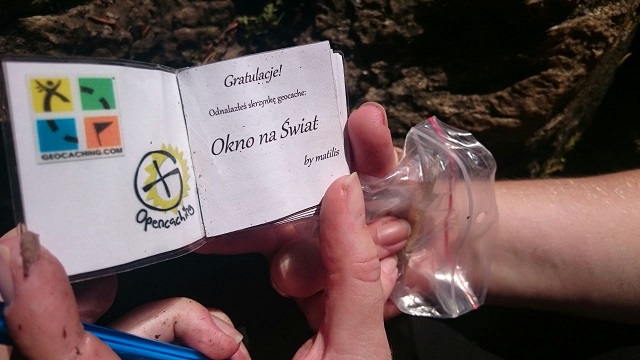 GEOCACHING.COM
Opencaching
Gratulacje!
Odnalazłeś skrzynkę geocache:
Okno na Świat
by matilis